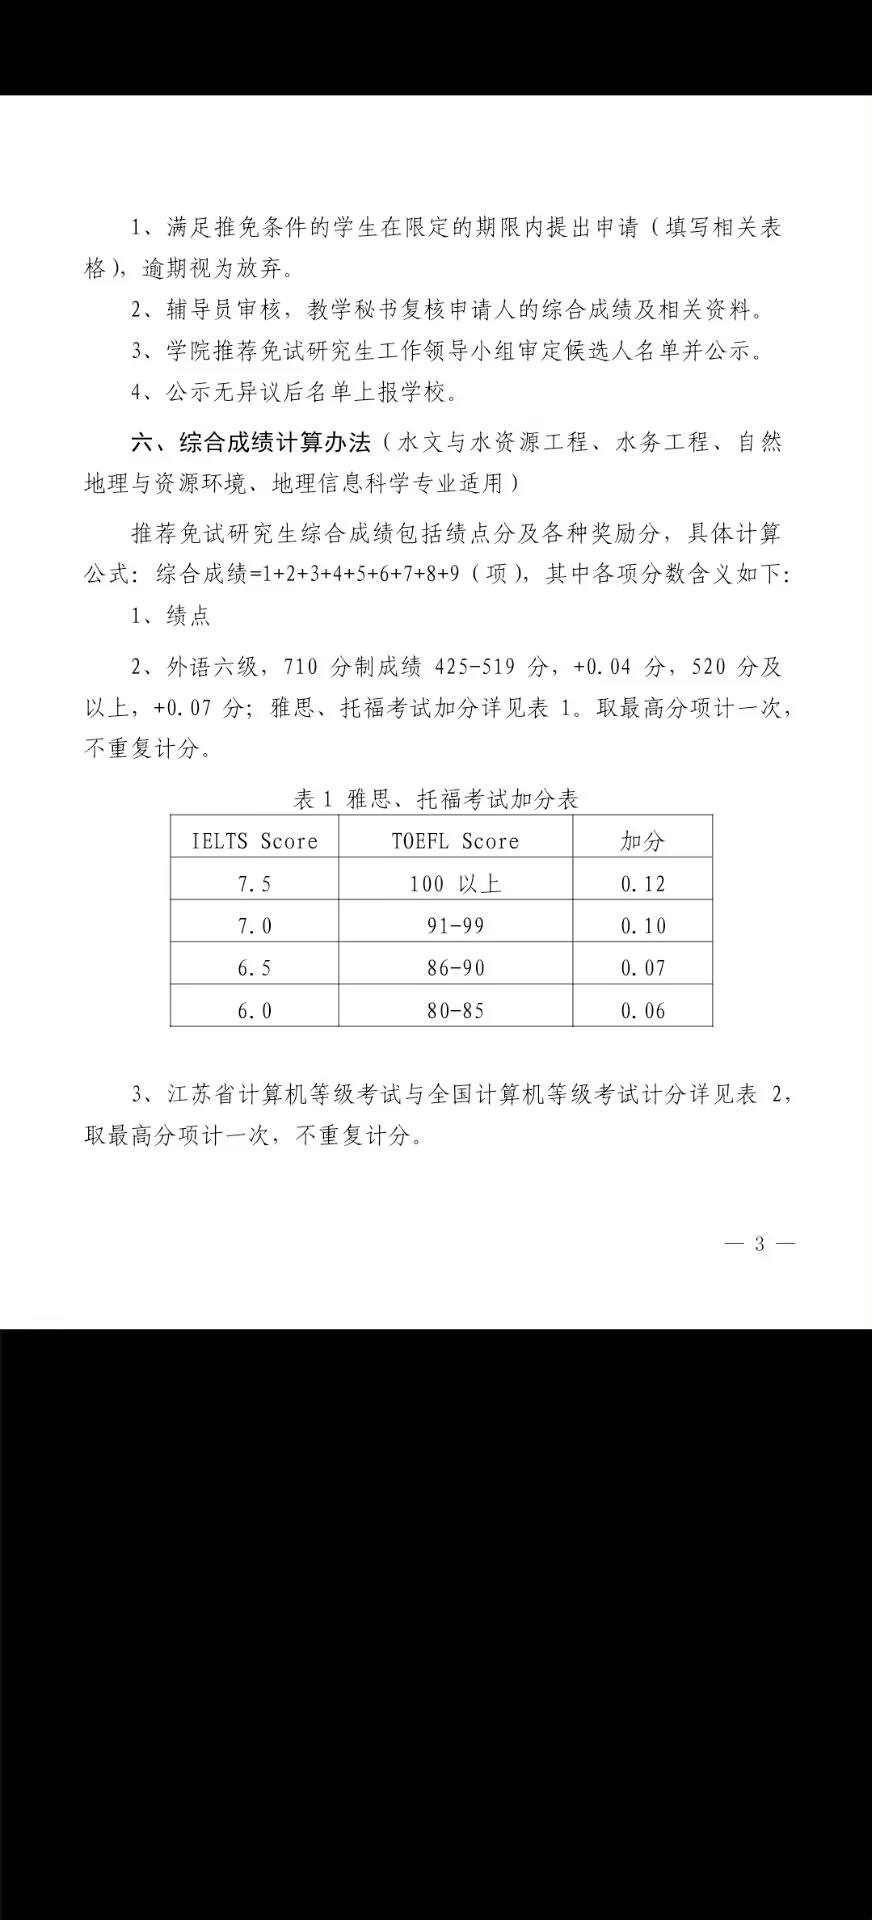 1、满足推免条件的学生在限定的期限内提出申请（填写相关表
格），逾期视为放弃。
2、辅导员审核，教学秘书复核申请人的综合成绩及相关资料。
3、学院推荐免试研究生工作领导小组审定候选人名单并公示。
4、公示无异议后名单上报学校。
六、综合成绩计算办法（水文与水资源工程、水务工程、自然
地理与资源环境、地理信息科学专业适用）
推荐免试研究生综合成绩包括绩点分及各种奖励分，具体计算
公式：综合成绩=1+2+3+4+5+6+7+8+9（项），其中各项分数含义如下：
1、绩点
2、外语六级，710 分制成绩 425-519 分，+0.04 分，520 分及
以上，+0.07 分；雅思、托福考试加分详见表 1。取最高分项计一次，
不重复计分。
表 1 雅思、托福考试加分表
IELTS Score TOEFL Score 加分
7.5 100 以上 0.12
7.0 91-99 0.10
6.5 86-90 0.07
6.0 80-85 0.06
3、江苏省计算机等级考试与全国计算机等级考试计分详见表 2，
取最高分项计一次，不重复计分。
— 3 —